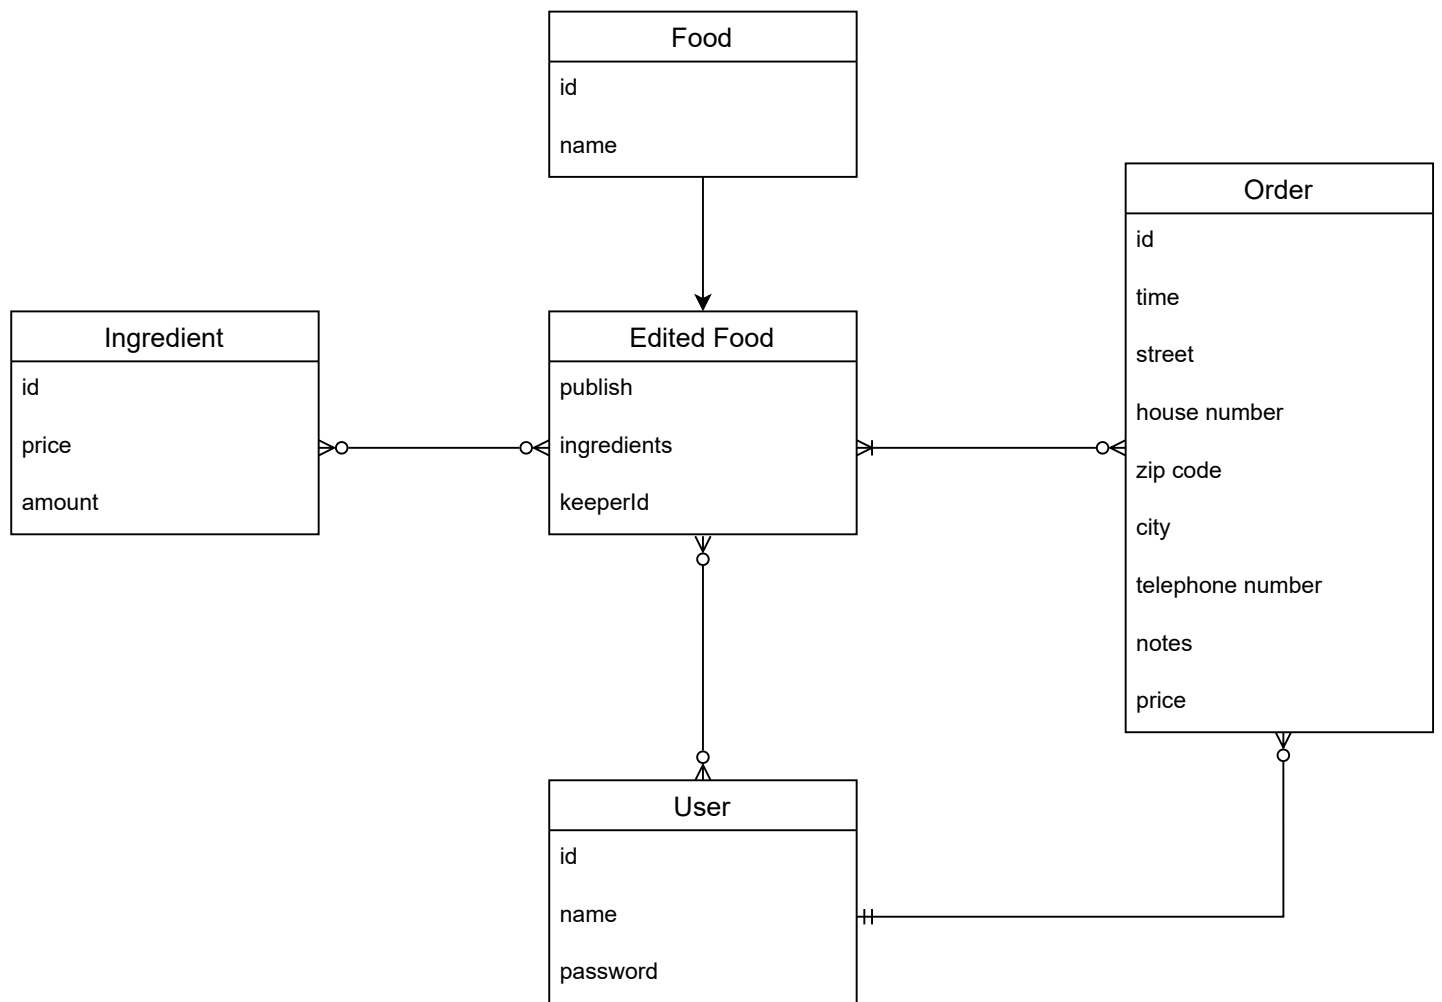 Food
id
name
Ingredient
id
price
amount
Edited Food
publish
ingredients
keeperId
Order
id
time
street
house number
zip code
city
telephone number
notes
price
User
id
name
password